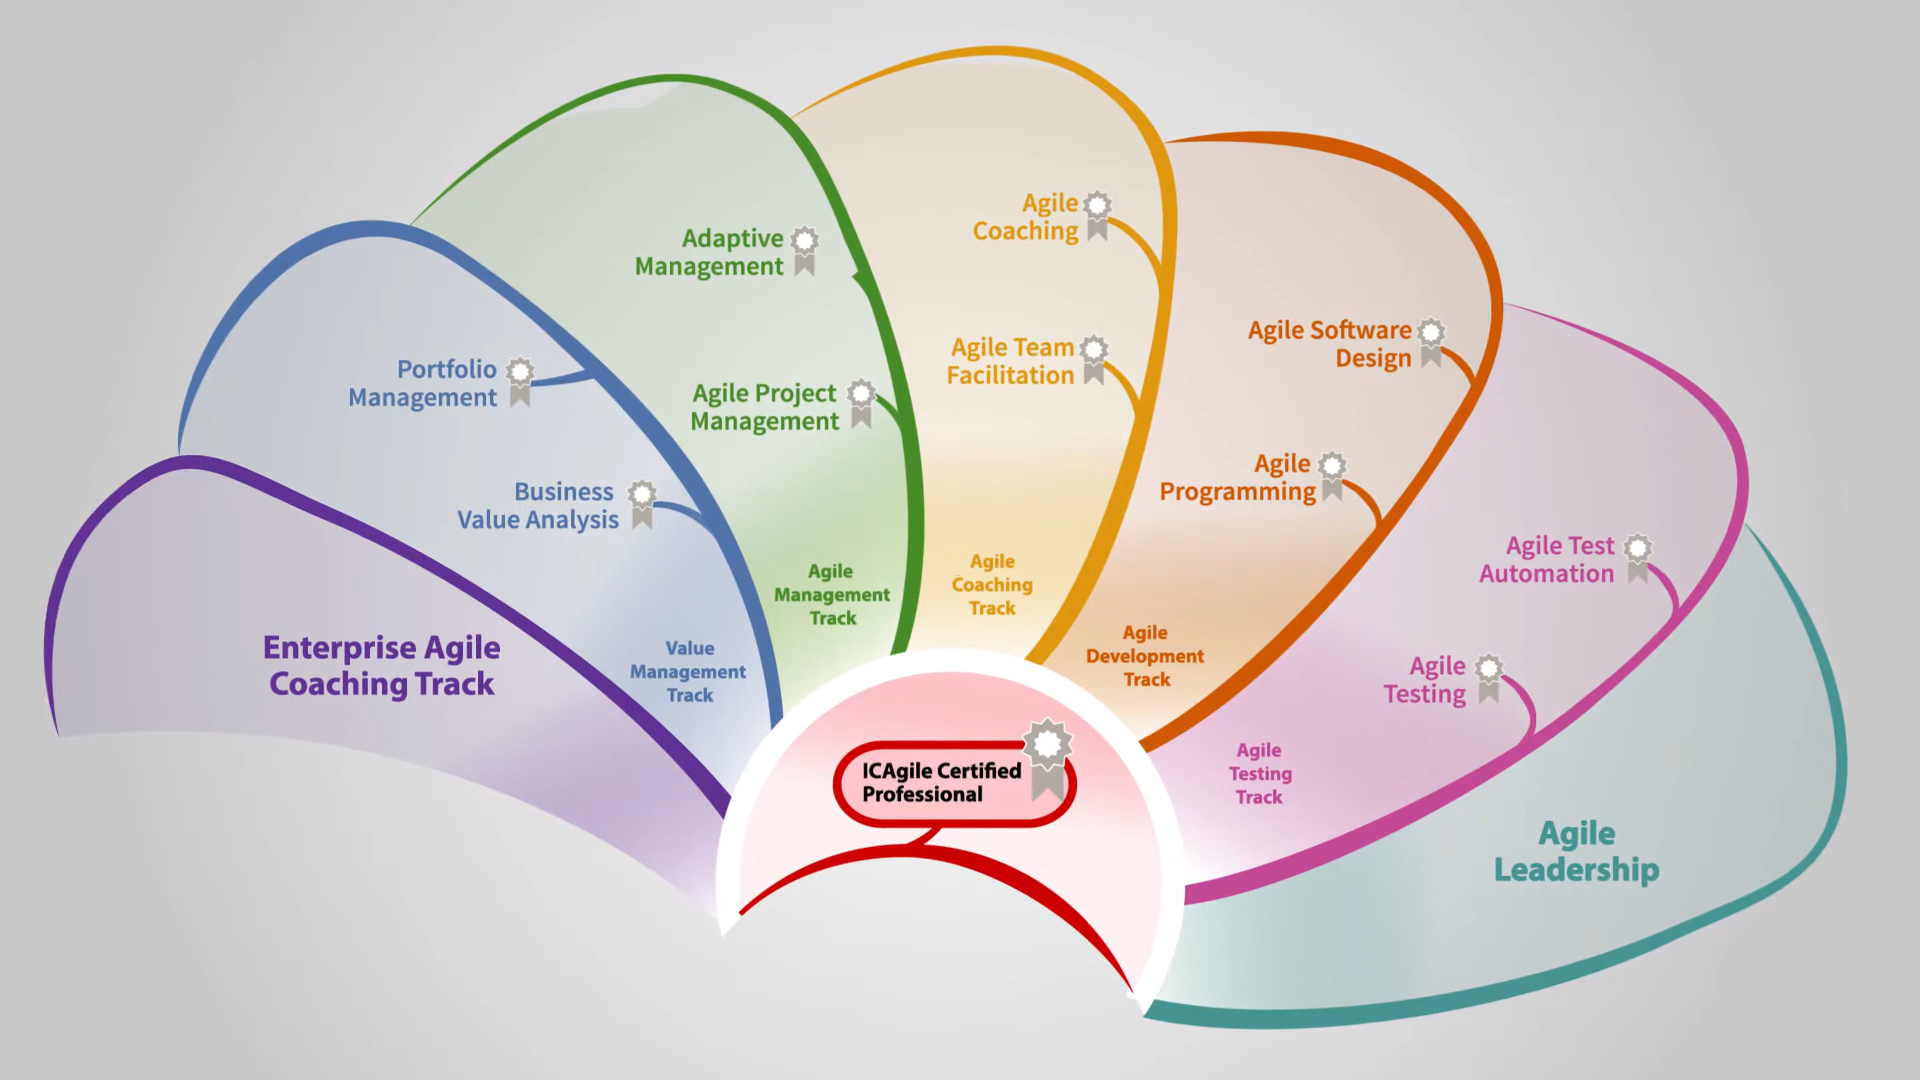 Enterprise Agile
Coaching Track
Portfolio
Management
Business
Value Analysis
Value
Management
Track
Adaptive
Management
Agile Project
Management
Agile
Management
Track
Agile
Coaching
Agile Team
Facilitation
Agile
Coaching
Track
Agile Software
Design
Agile
Programming
Agile
Development
Track
Agile Test
Automation
Agile
Testing
Agile
Testing
Track
Agile
Leadership
ICAgile Certified
Professional